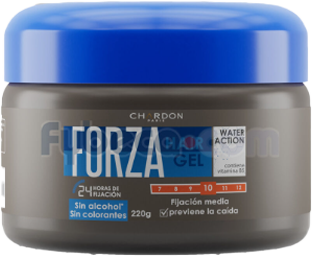 CHARDON
PARIS
FORZA
GEL
WATER
ACTION
contiene
vitamina B5
24 HORAS DE
FIJACIÓN
7 8 9 10 11 12
Sin alcohol*
Sin colorantes
220g
Fijación media
✓ previene la caída